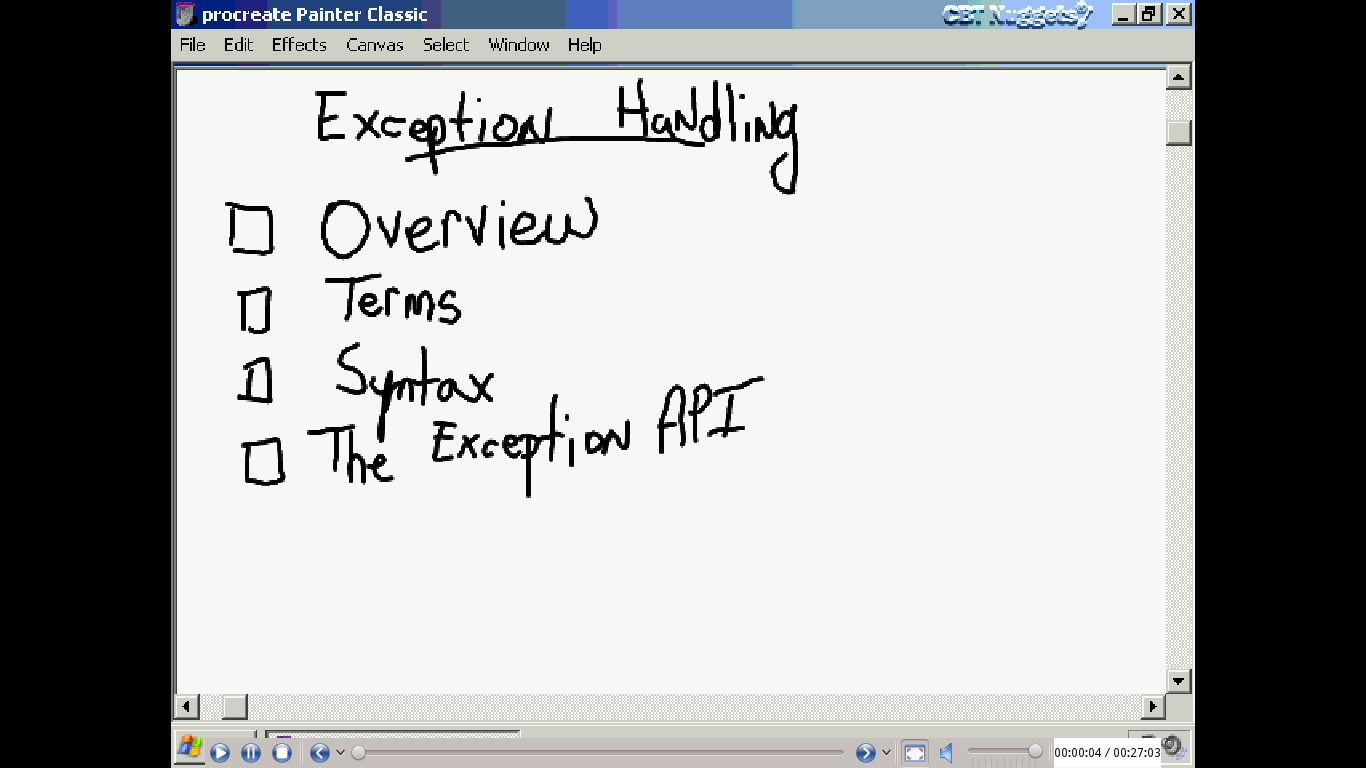 procreate Painter Classic
CBT Nuggets
File Edit Effects Canvas Select Window Help
Exception Handling
Overview
Terms
Syntax
The Exception API
00:00:04 / 00:27:03